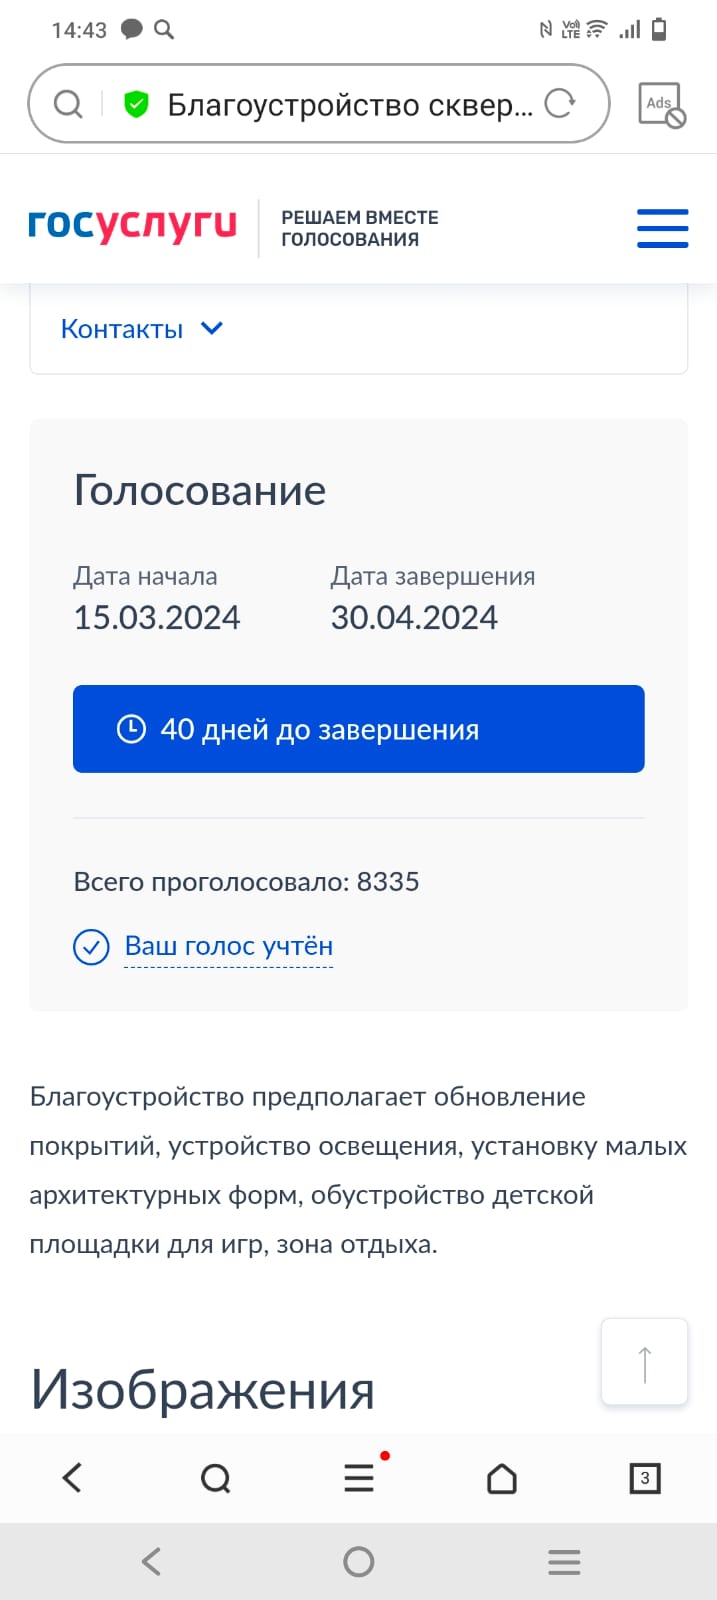 14:43
VoD
LTE
Благоустройство сквер...
Ads
госуслуги
РЕШАЕМ ВМЕСТЕ
ГОЛОСОВАНИЯ
Контакты
Голосование
Дата начала
Дата завершения
15.03.2024
30.04.2024
40 дней до завершения
Всего проголосовало: 8335
Ваш голос учтён
Благоустройство предполагает обновление
покрытий, устройство освещения, установку малых
архитектурных форм, обустройство детской
площадки для игр, зона отдыха.
Изображения
3